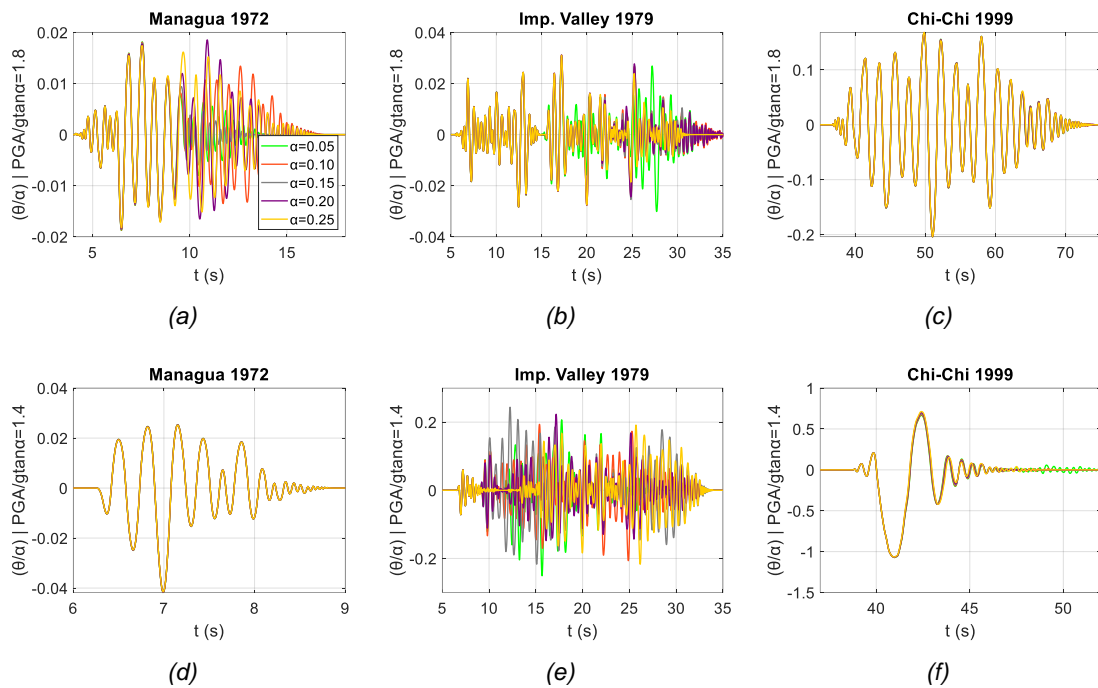 Managua 1972
Imp. Valley 1979
Chi-Chi 1999
(θ/α) | PGA/gtanα=1.8
0.02
0.01
0
-0.01
-0.02
5
10
15
t (s)
α=0.05
α=0.10
α=0.15
α=0.20
α=0.25
(a)
(θ/α) | PGA/gtanα=1.8
0.04
0.02
0
-0.02
-0.04
5
10
15
20
25
30
35
t (s)
(b)
(θ/α) | PGA/gtanα=1.8
0.1
0
-0.1
-0.2
40
50
60
70
t (s)
(c)
Managua 1972
Imp. Valley 1979
Chi-Chi 1999
(θ/α) | PGA/gtanα=1.4
0.04
0.02
0
-0.02
-0.04
6
7
8
9
t (s)
(d)
(θ/α) | PGA/gtanα=1.4
0.2
0
-0.2
5
10
15
20
25
30
35
t (s)
(e)
(θ/α) | PGA/gtanα=1.4
1
0.5
0
-0.5
-1
-1.5
40
45
50
t (s)
(f)